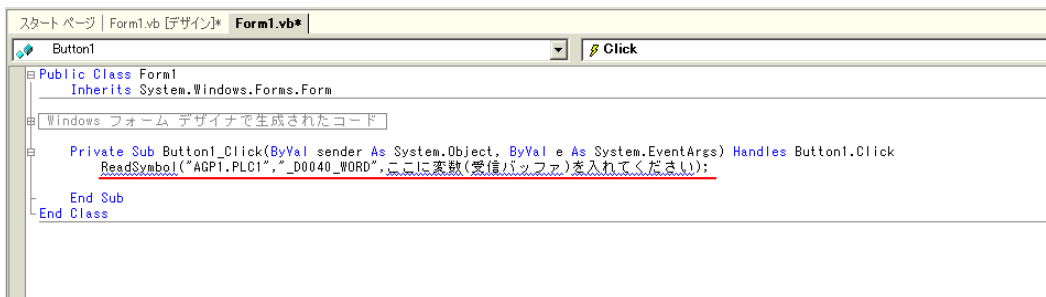 スタート ページ | Form1.vb [デザイン]* Form1.vb*
Button1 Click
Public Class Form1
Inherits System.Windows.Forms.Form
Windows フォーム デザイナで生成されたコード
Private Sub Button1_Click(ByVal sender As System.Object, ByVal e As System.EventArgs) Handles Button1.Click
ReadSymbol("AGP1.PLC1","_D0040_WORD",ここに変数(受信バッファ)を入れてください);
End Sub
End Class